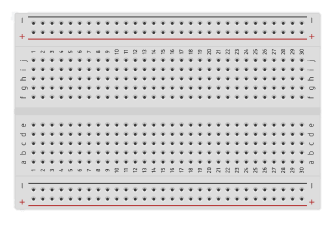 − −
+ +
1 2 3 4 5 6 7 8 9 10 11 12 13 14 15 16 17 18 19 20 21 22 23 24 25 26 27 28 29 30
j j
i i
h h
g g
f f
e e
d d
c c
b b
a a
1 2 3 4 5 6 7 8 9 10 11 12 13 14 15 16 17 18 19 20 21 22 23 24 25 26 27 28 29 30
− −
+ +